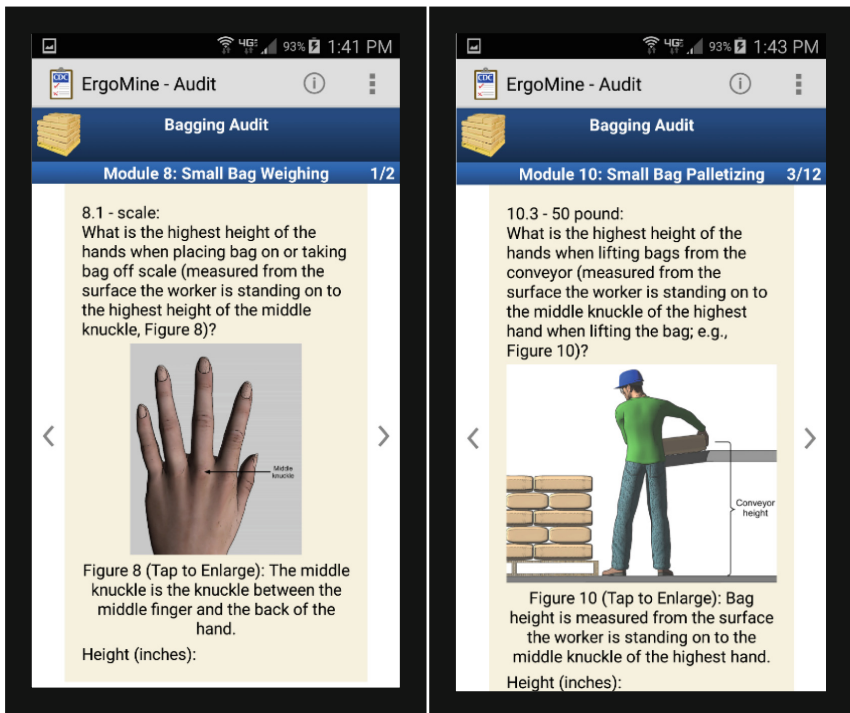 93% 1:41 PM
CDC ErgoMine - Audit
Bagging Audit
Module 8: Small Bag Weighing 1/2
8.1 - scale:
What is the highest height of the
hands when placing bag on or taking
bag off scale (measured from the
surface the worker is standing on to
the highest height of the middle
knuckle, Figure 8)?
Middle
knuckle
Figure 8 (Tap to Enlarge): The middle
knuckle is the knuckle between the
middle finger and the back of the
hand.
Height (inches):
4G 93% 1:43 PM
CDC ErgoMine - Audit
Bagging Audit
Module 10: Small Bag Palletizing 3/12
10.3 - 50 pound:
What is the highest height of the
hands when lifting bags from the
conveyor (measured from the
surface the worker is standing on to
the middle knuckle of the highest
hand when lifting the bag; e.g.,
Figure 10)?
Conveyor
height
Figure 10 (Tap to Enlarge): Bag
height is measured from the surface
the worker is standing on to the
middle knuckle of the highest hand.
Height (inches):